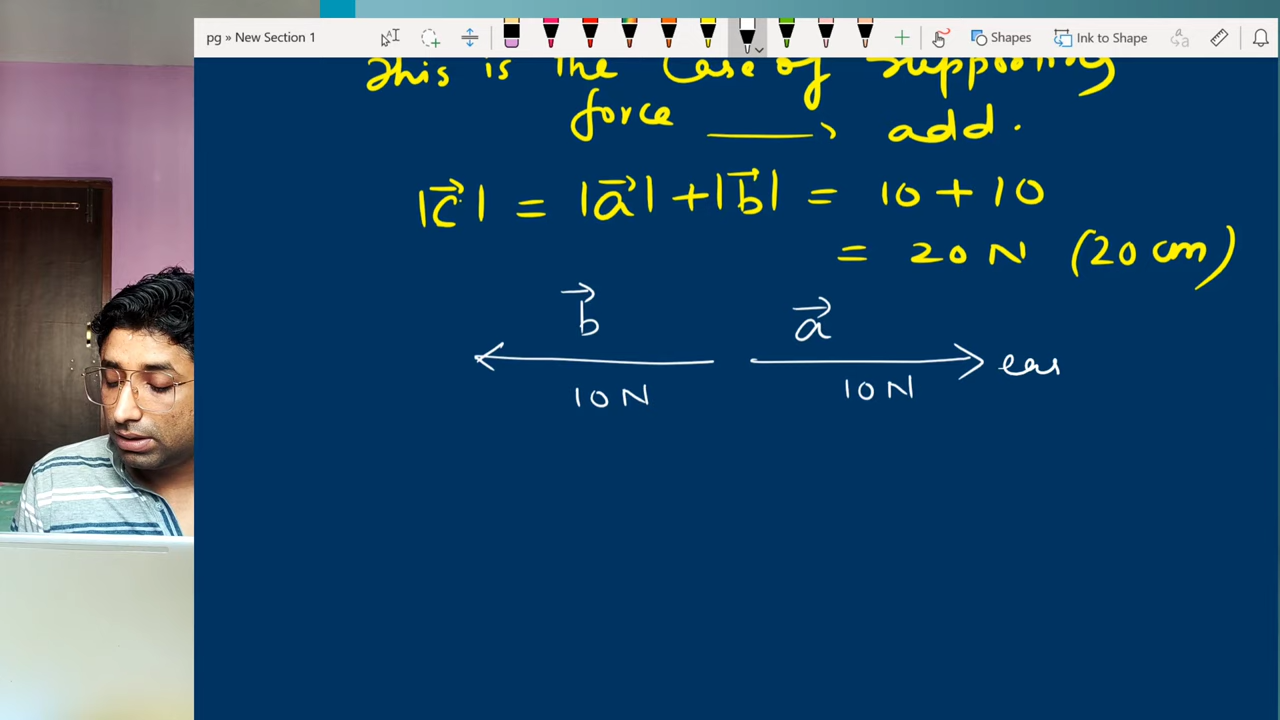 pg » New Section 1
Shapes
Ink to Shape
This is the case of supporting
force ⟶ add.
|c⃗| = |a⃗| + |b⃗| = 10 + 10
= 20 N (20 cm)
b⃗ a⃗
10 N 10 N eas